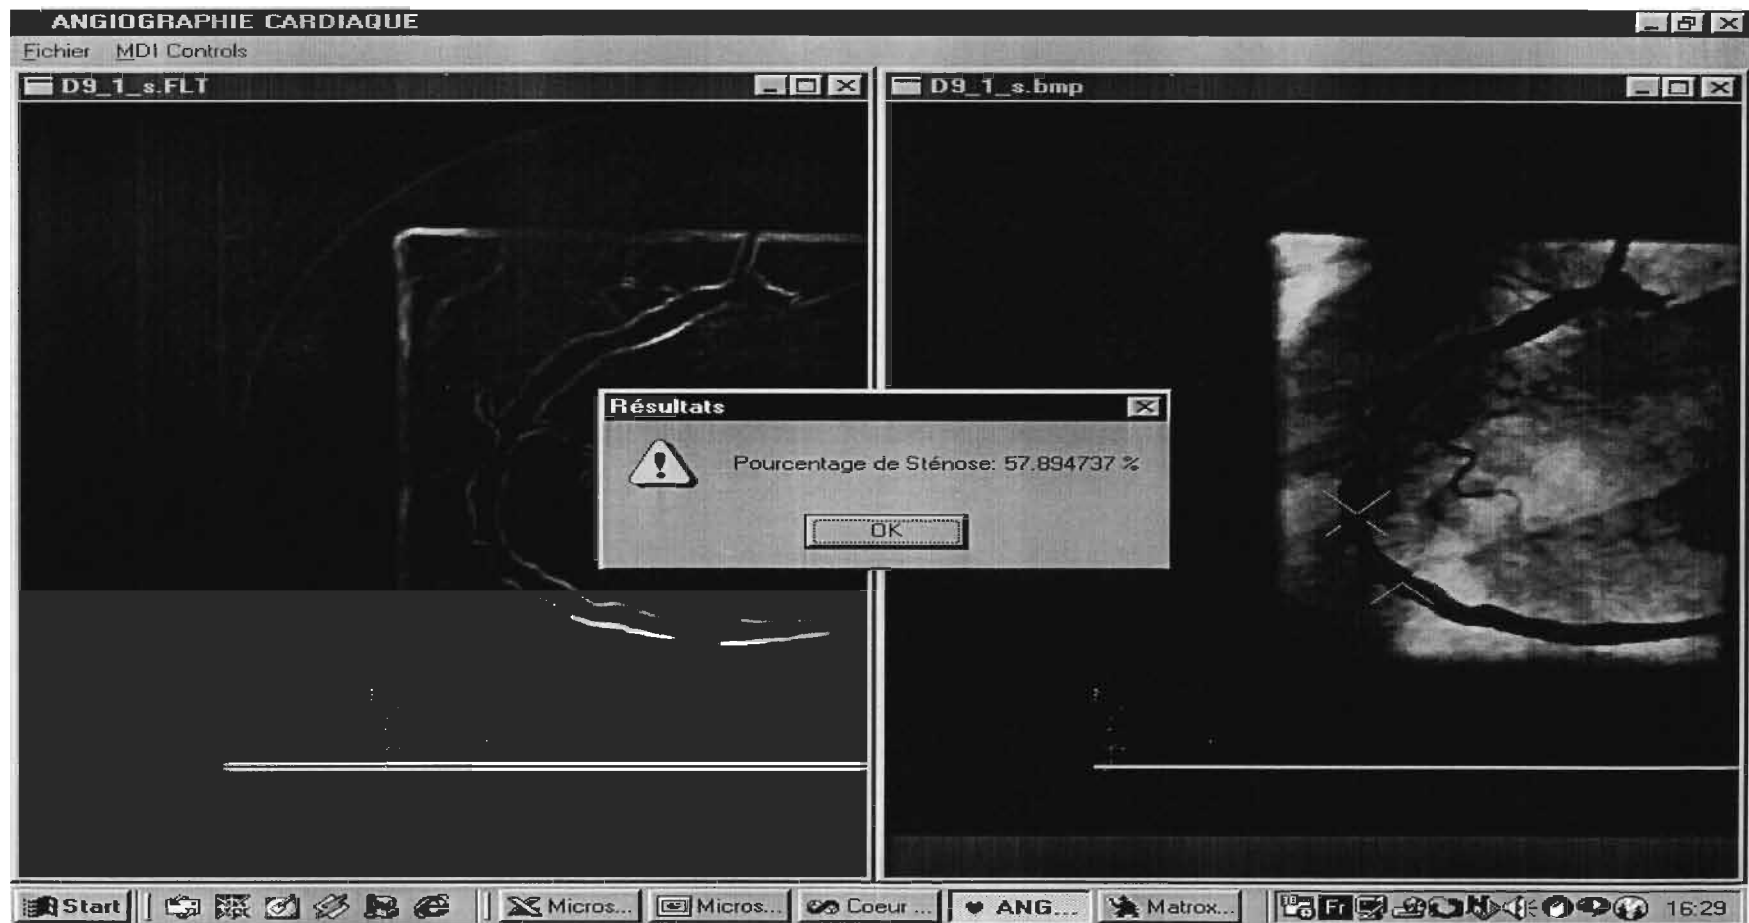 ANGIOGRAPHIE CARDIAQUE
Fichier MDI Controls
D9_1_s.FLT
D9_1_s.bmp
Résultats
Pourcentage de Sténose: 57.894737 %
OK
Start
Micros...
Micros...
Coeur ...
ANG...
Matrox...
Fr
16:29